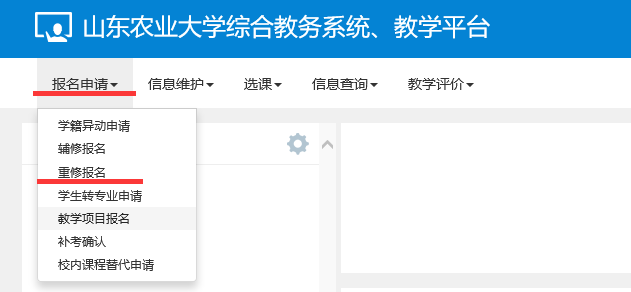 山东农业大学综合教务系统、教学平台
报名申请 信息维护 选课 信息查询 教学评价
学籍异动申请
辅修报名
重修报名
学生转专业申请
教学项目报名
补考确认
校内课程替代申请